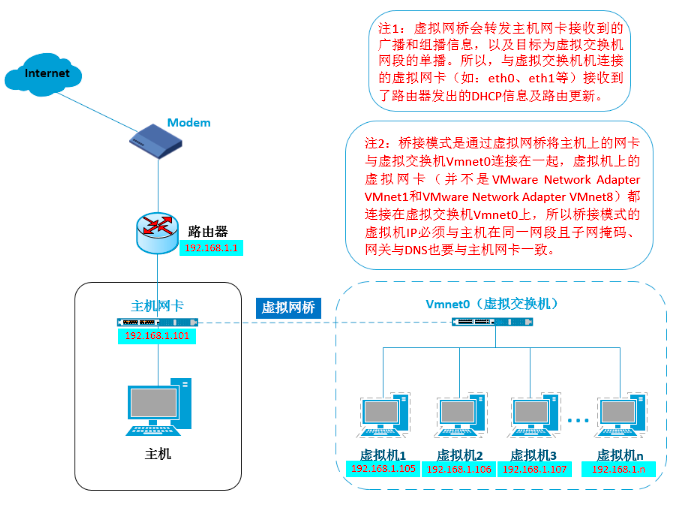 注1：虚拟网桥会转发主机网卡接收到的
广播和组播信息，以及目标为虚拟交换机
网段的单播。所以，与虚拟交换机机连接
的虚拟网卡（如：eth0、eth1等）接收到
了路由器发出的DHCP信息及路由更新。
Internet
Modem
注2：桥接模式是通过虚拟网桥将主机上的网卡
与虚拟交换机Vmnet0连接在一起，虚拟机上的
虚拟网卡（并不是VMware Network Adapter
VMnet1和VMware Network Adapter VMnet8）都
连接在虚拟交换机Vmnet0上，所以桥接模式的
虚拟机IP必须与主机在同一网段且子网掩码、
网关与DNS也要与主机网卡一致。
路由器
192.168.1.1
主机网卡
192.168.1.101
虚拟网桥
Vmnet0（虚拟交换机）
主机
虚拟机1
虚拟机2
虚拟机3
虚拟机n
192.168.1.105
192.168.1.106
192.168.1.107
192.168.1.n